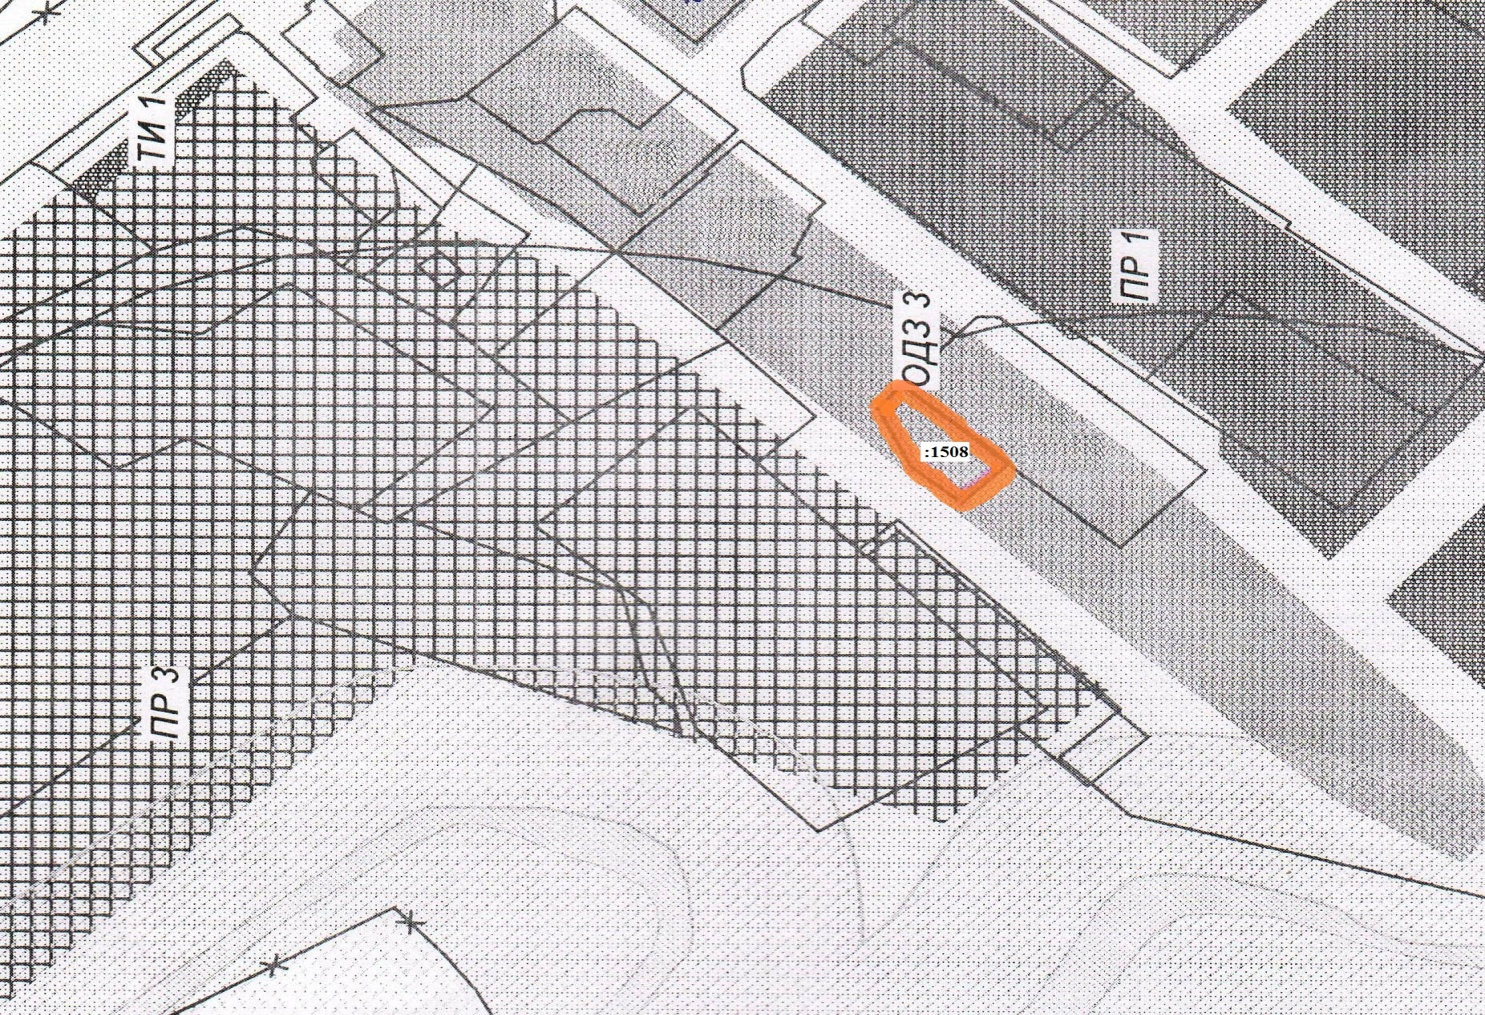 ТИ 1
ПР 1
ОДЗ 3
:1508
ПР 3